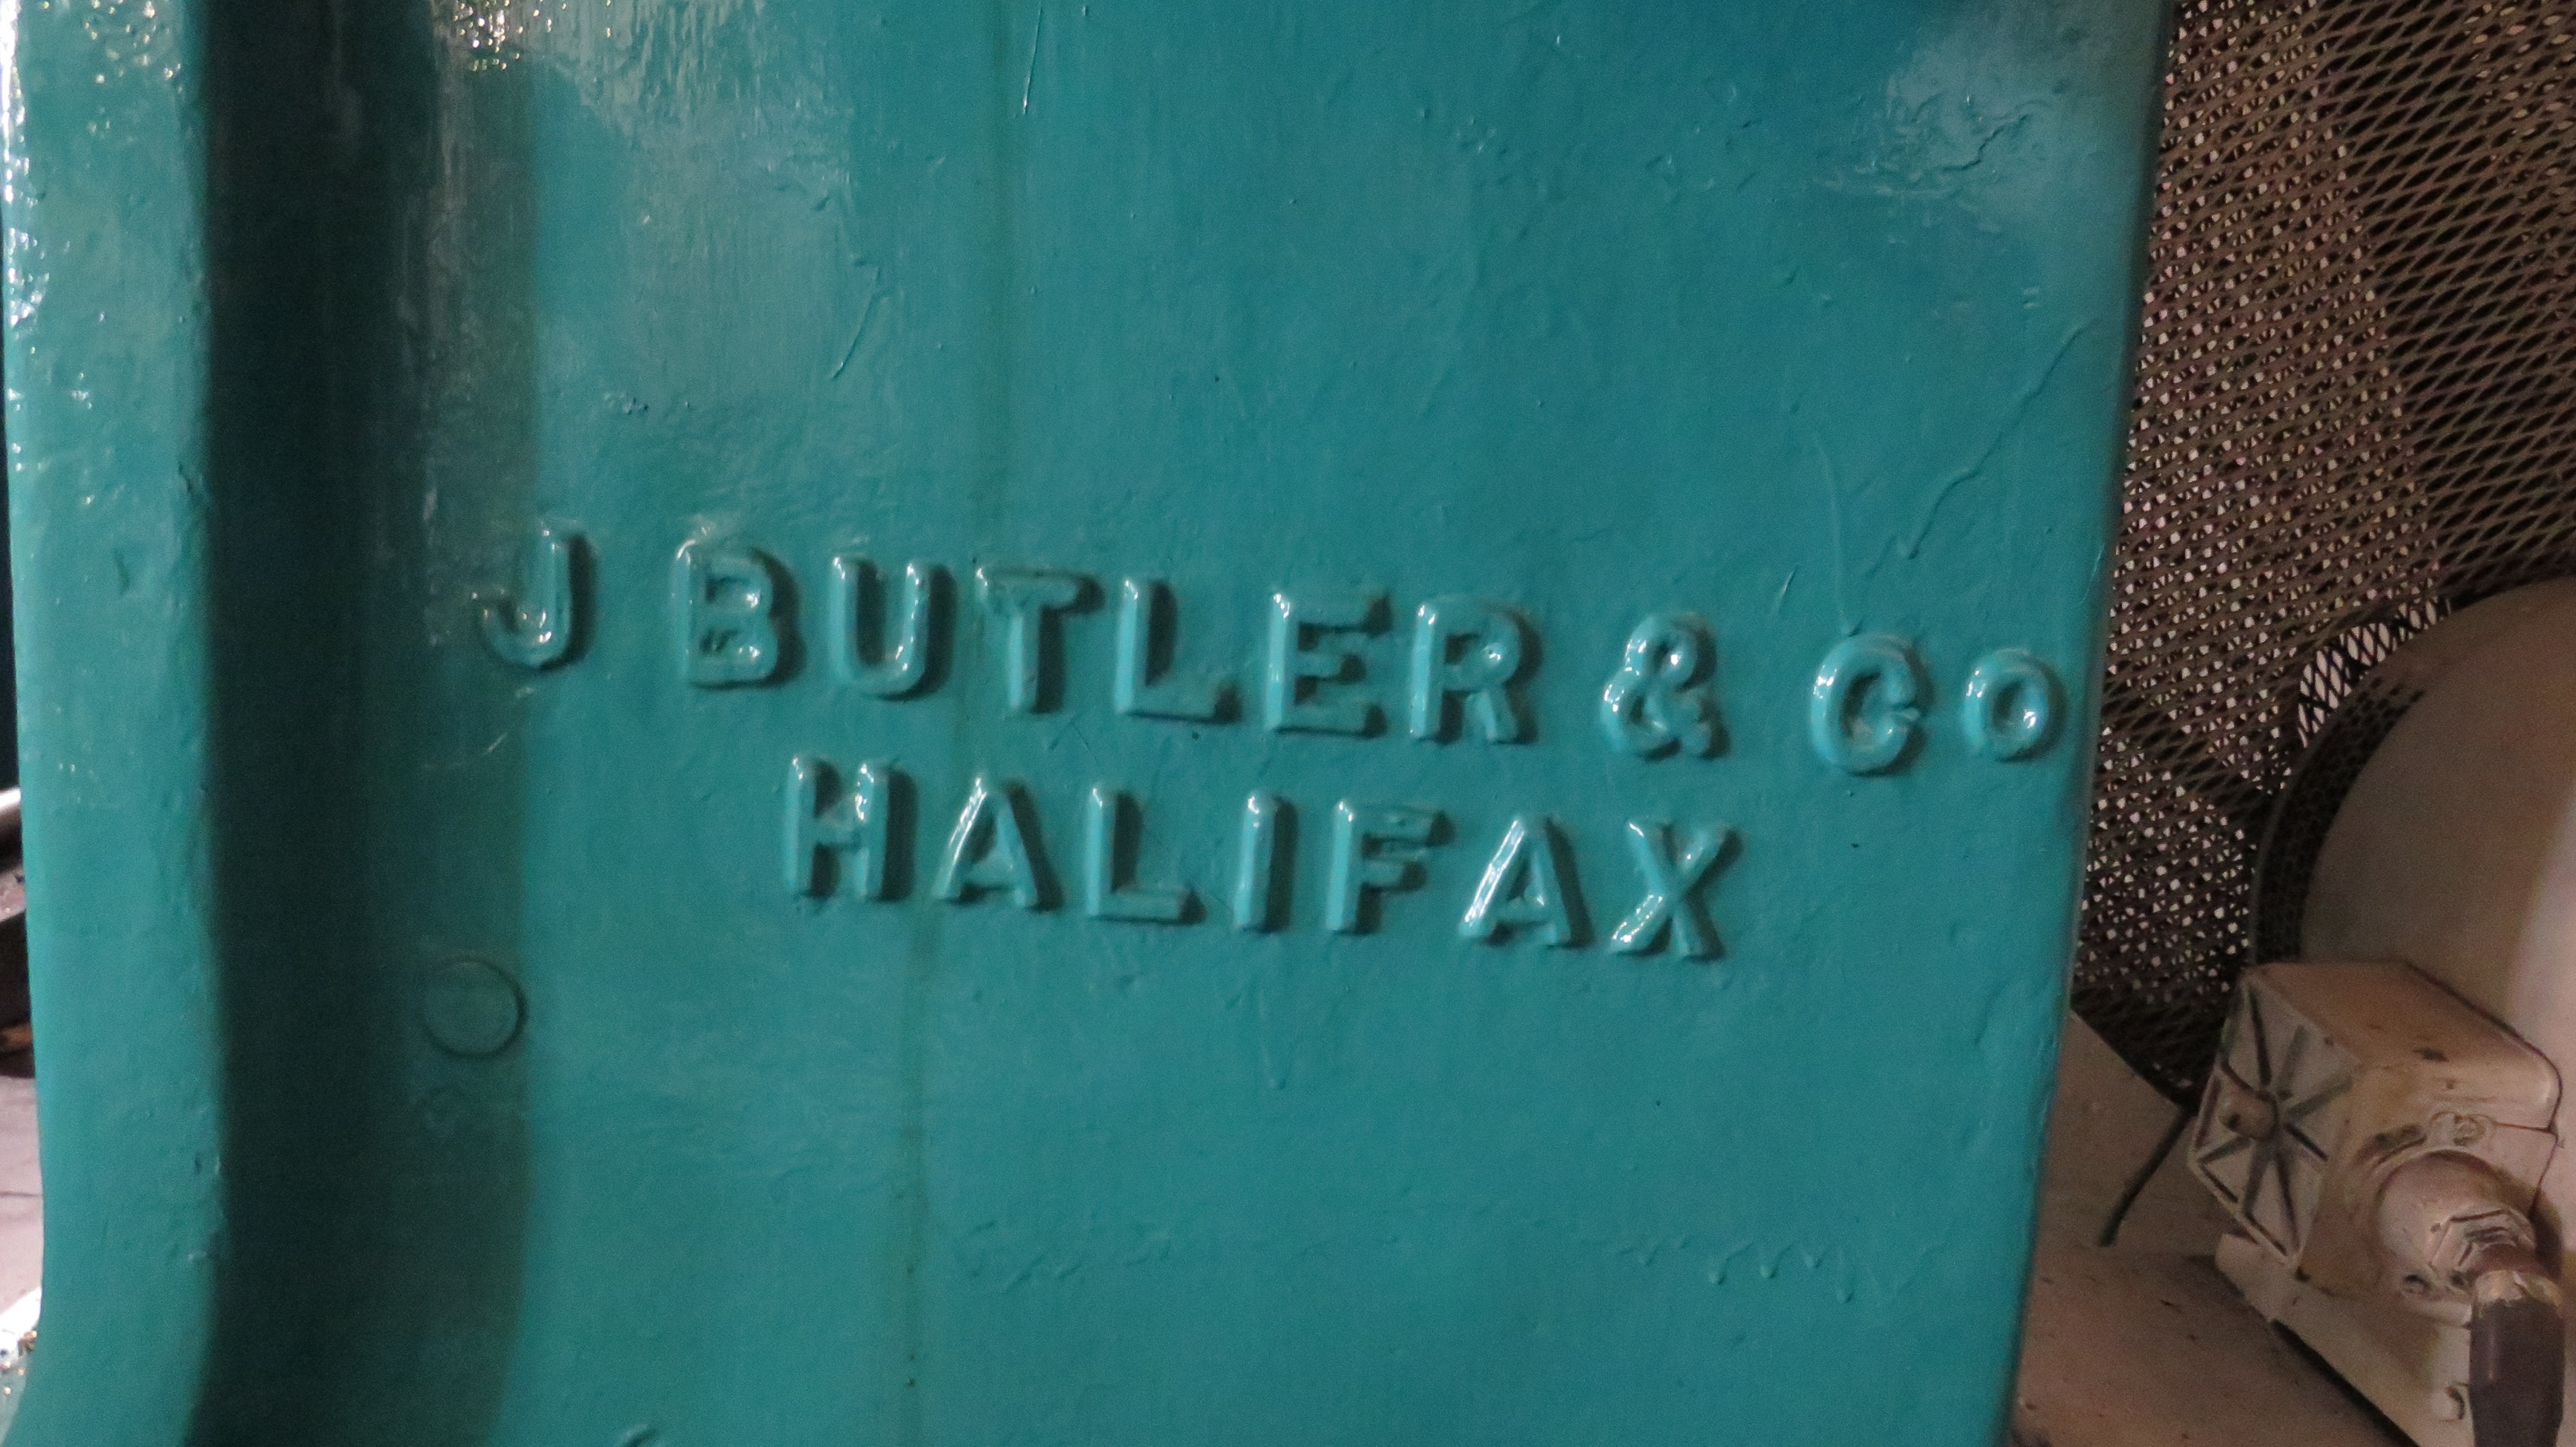 J BUTLER & Co
HALIFAX